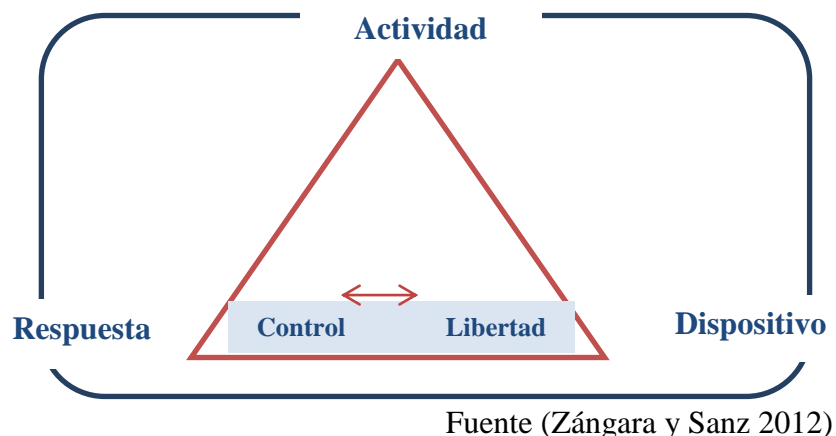 Actividad
Respuesta
Control
Libertad
Dispositivo
Fuente (Zángara y Sanz 2012)